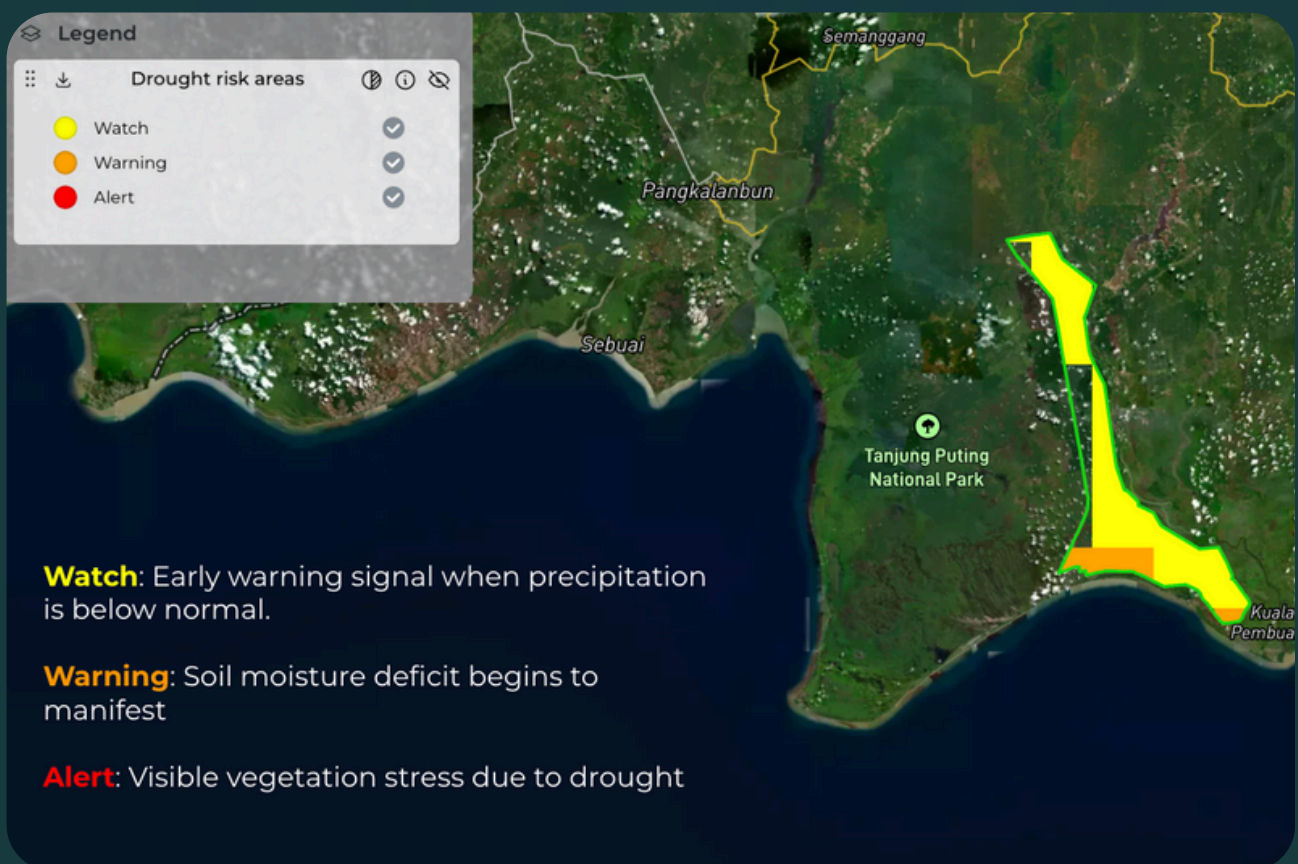 Legend
Drought risk areas
Watch
Warning
Alert
Semanggang
Pangkalanbun
Sebuai
Tanjung Puting
National Park
Kuala
Pembua
Watch: Early warning signal when precipitation
is below normal.
Warning: Soil moisture deficit begins to
manifest
Alert: Visible vegetation stress due to drought